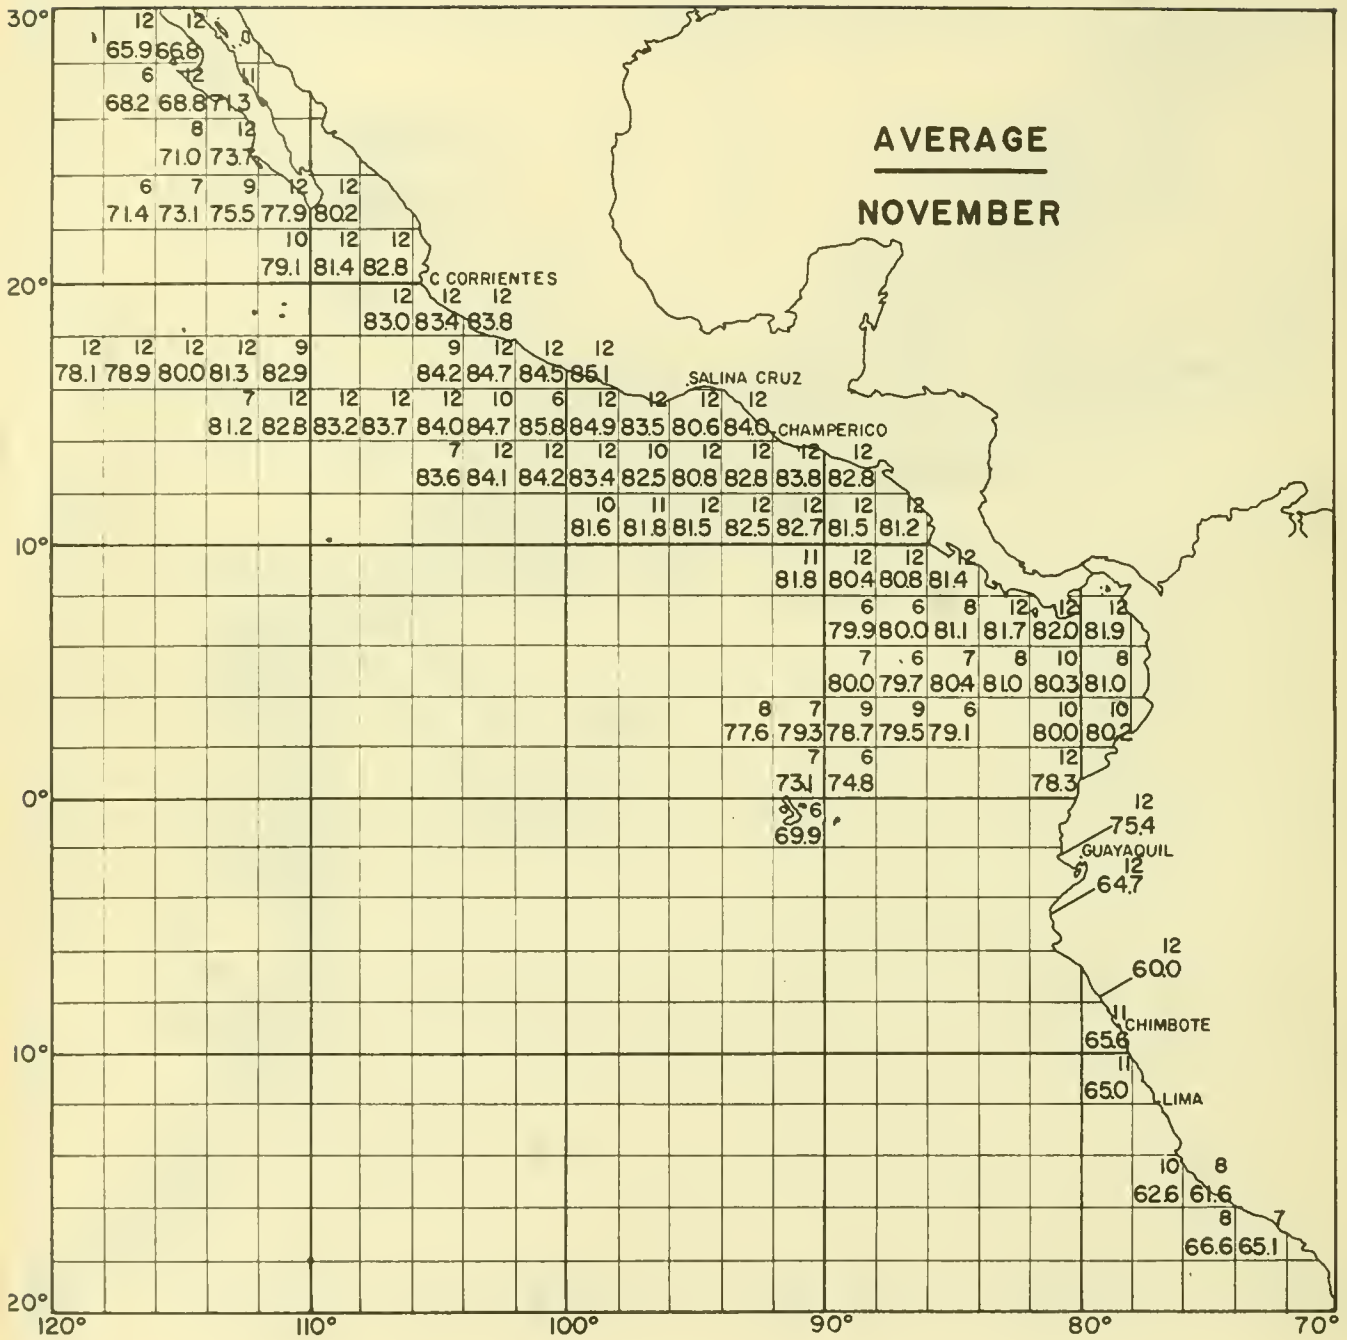 30°
12 12
65.9 66.8
6 12 11
68.2 68.8 71.3
AVERAGE
8 12
71.0 73.7
6 7 9 12 12
71.4 73.1 75.5 77.9 80.2
NOVEMBER
10 12 12
79.1 81.4 82.8
20°
C CORRIENTES
12 12 12
83.0 83.4 83.8
12 12 12 12 9 9 12 12 12
78.1 78.9 80.0 81.3 82.9 84.2 84.7 84.5 85.1
SALINA CRUZ
7 12 12 12 12 10 6 12 12 12 12
81.2 82.8 83.2 83.7 84.0 84.7 85.8 84.9 83.5 80.6 84.0
CHAMPERICO
7 12 12 12 10 12 12 12 12
83.6 84.1 84.2 83.4 82.5 80.8 82.8 83.8 82.8
10 11 12 12 12 12 12
81.6 81.8 81.5 82.5 82.7 81.5 81.2
10°
11 12 12 12
81.8 80.4 80.8 81.4
6 6 8 12 12 12
79.9 80.0 81.1 81.7 82.0 81.9
7 6 7 8 10 8
80.0 79.7 80.4 81.0 80.3 81.0
8 7 9 9 6 10 10
77.6 79.3 78.7 79.5 79.1 80.0 80.2
7 6 12
73.1 74.8 78.3
0°
6
69.9
12
75.4
GUAYAQUIL
12
64.7
12
60.0
11
CHIMBOTE
65.6
10°
11
65.0
LIMA
10 8
62.6 61.6
8 7
66.6 65.1
20°
120° 110° 100° 90° 80° 70°